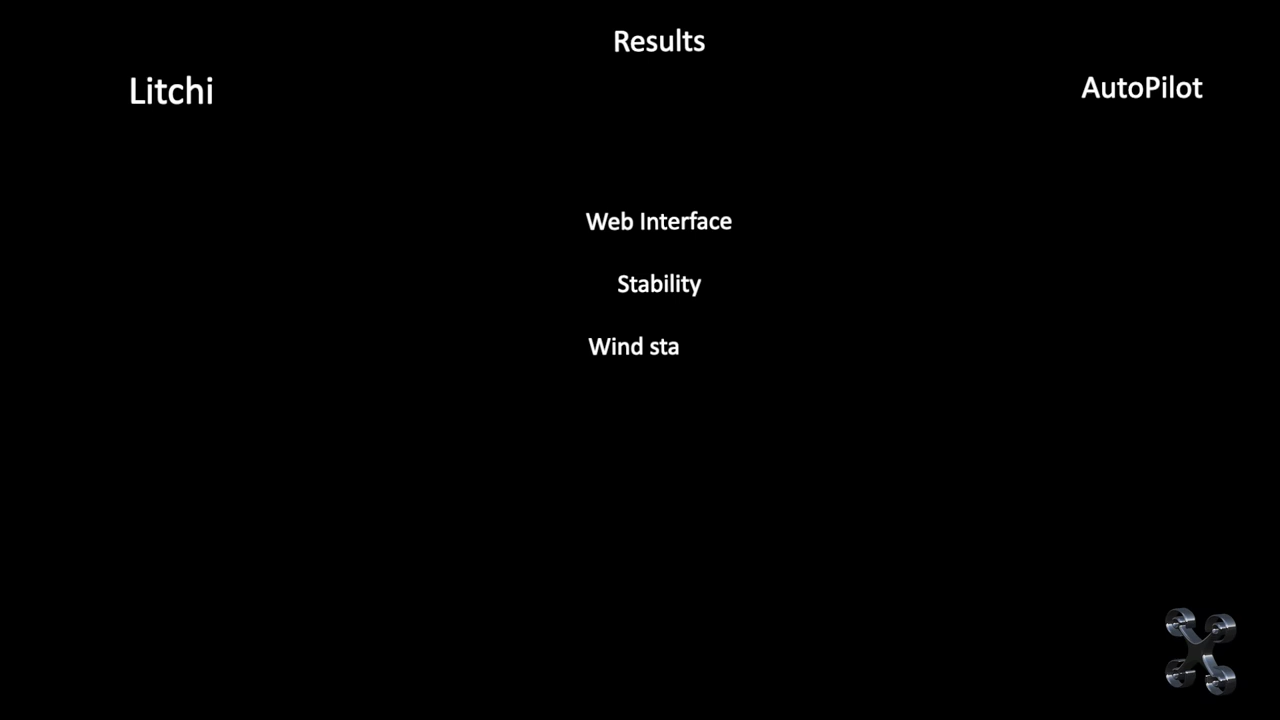 Results
Litchi
AutoPilot
Web Interface
Stability
Wind sta